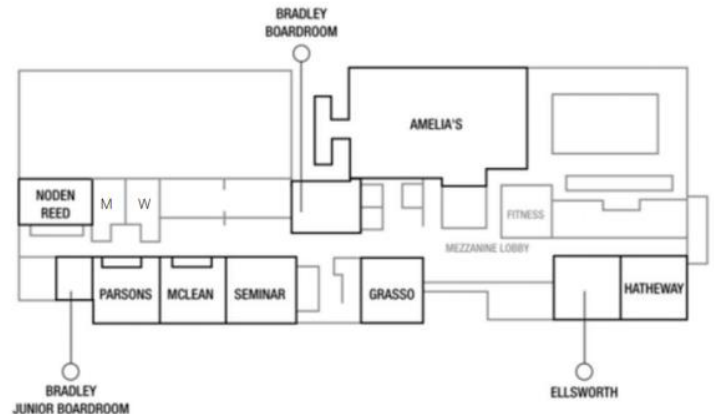 BRADLEY
BOARDROOM
AMELIA'S
NODEN
REED
M
W
FITNESS
MEZZANINE LOBBY
PARSONS
MCLEAN
SEMINAR
GRASSO
HATHEWAY
BRADLEY
JUNIOR BOARDROOM
ELLSWORTH